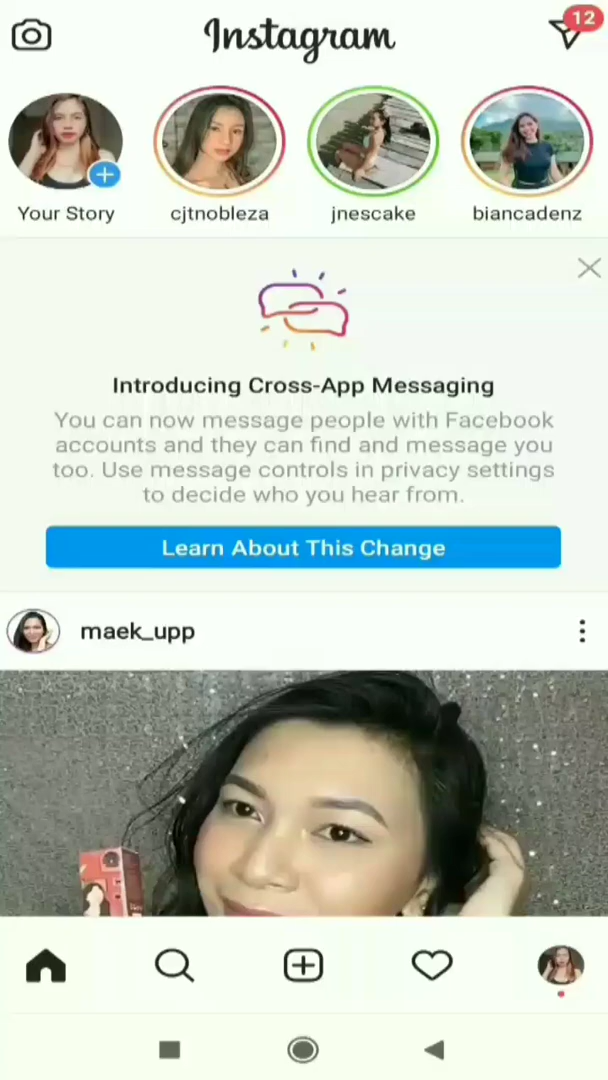 Instagram
12
Your Story
cjtnobleza
jnescake
biancadenz
Introducing Cross-App Messaging
You can now message people with Facebook
accounts and they can find and message you
too. Use message controls in privacy settings
to decide who you hear from.
Learn About This Change
maek_upp